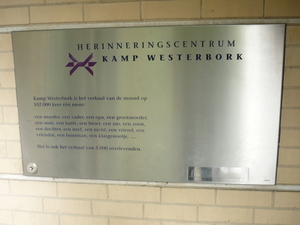 HERINNERINGSCENTRUM
KAMP WESTERBORK
Kamp Westerbork is het verhaal van de moord op
102.000 keer één mens:
een moeder, een vader, een opa, een grootmoeder,
een man, een baby, een broer, een zus, een zoon,
een dochter, een neef, een nicht, een vriend, een
vriendin, een buurman, een klasgenootje, ...
Het is ook het verhaal van 5.000 overlevenden.